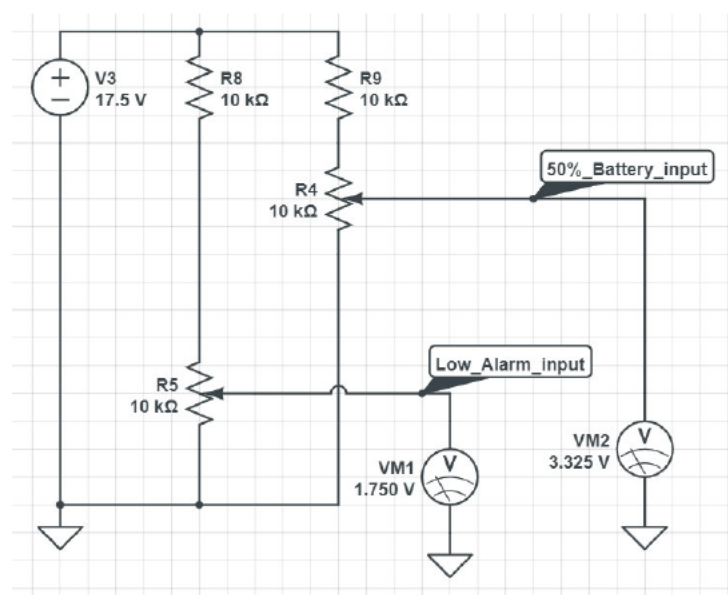 V3
17.5 V
R8
10 kΩ
R9
10 kΩ
50%_Battery_input
R4
10 kΩ
Low_Alarm_input
R5
10 kΩ
V
VM2
3.325 V
V
VM1
1.750 V